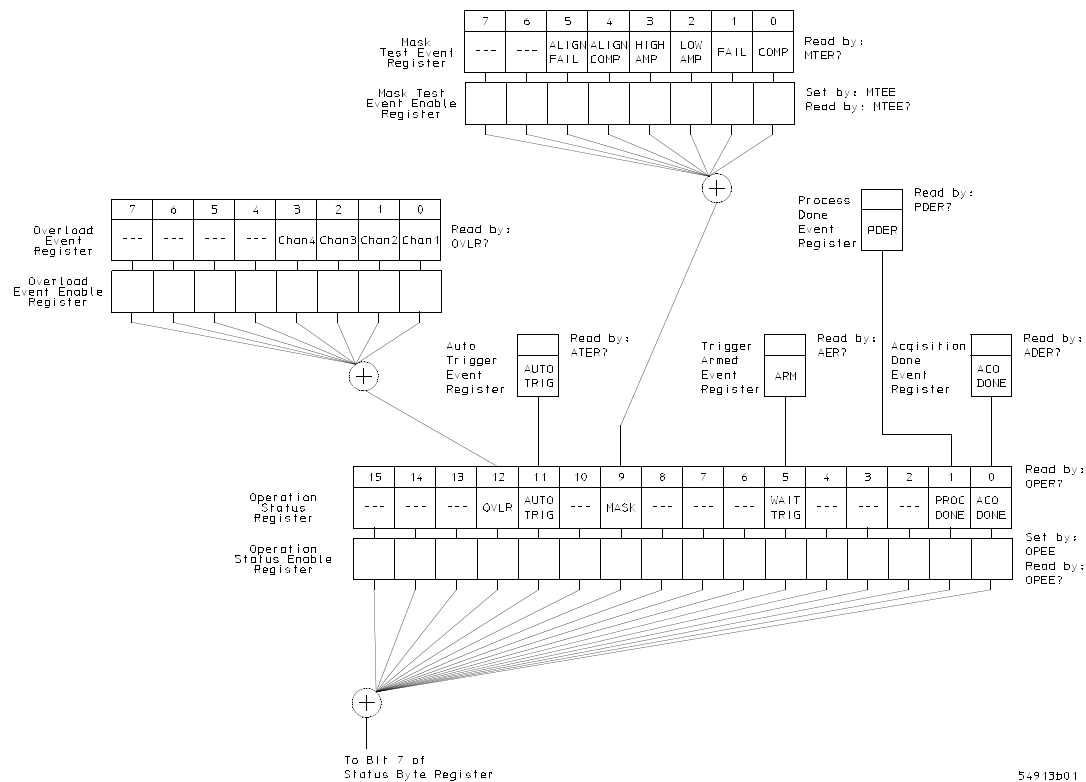 7 6 5 4 3 2 1 0
Mask
Test Event
Register
--- --- ALIGN FAIL ALIGN COMP HIGH AMP LOW AMP FAIL COMP
Read by:
MTER?
Mask Test
Event Enable
Register
Set by: MTEE
Read by: MTEE?
7 6 5 4 3 2 1 0
Overload
Event
Register
--- --- --- --- Chan4 Chan3 Chan2 Chan1
Read by:
OVLR?
Overload
Event Enable
Register
Process
Done
Event
Register
PDER
Read by:
PDER?
Auto
Trigger
Event
Register
AUTO
TRIG
Read by:
ATER?
Trigger
Armed
Event
Register
ARM
Read by:
AER?
Acquisition
Done
Event
Register
ACQ
DONE
Read by:
ADER?
15 14 13 12 11 10 9 8 7 6 5 4 3 2 1 0
Operation
Status
Register
--- --- --- OVLR AUTO TRIG --- MASK --- --- --- WAIT TRIG --- --- --- PROC DONE ACQ DONE
Read by:
OPER?
Operation
Status Enable
Register
Set by:
OPEE
Read by:
OPEE?
To Bit 7 of
Status Byte Register
54913b01